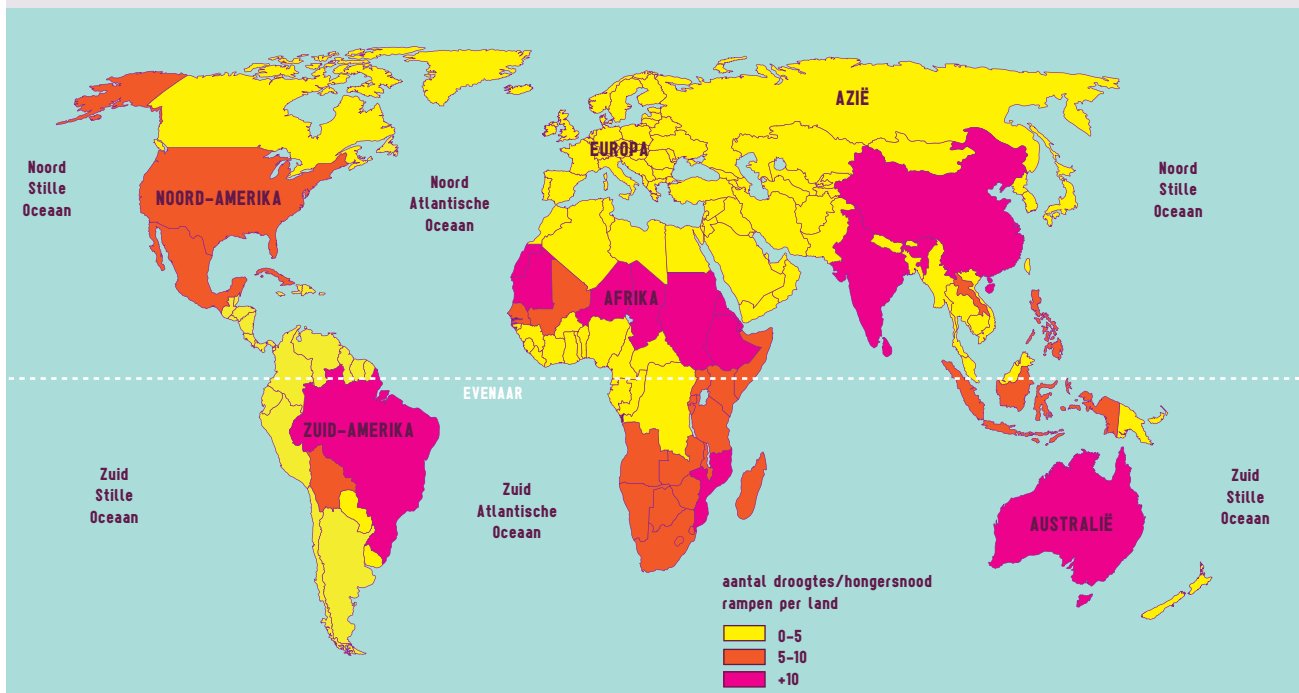 AZIË
EUROPA
Noord
Stille
Oceaan
NOORD-AMERIKA
Noord
Atlantische
Oceaan
Noord
Stille
Oceaan
AFRIKA
EVENAAR
ZUID-AMERIKA
Zuid
Stille
Oceaan
Zuid
Atlantische
Oceaan
AUSTRALIË
Zuid
Stille
Oceaan
aantal droogtes/hongersnood
rampen per land
0-5
5-10
+10